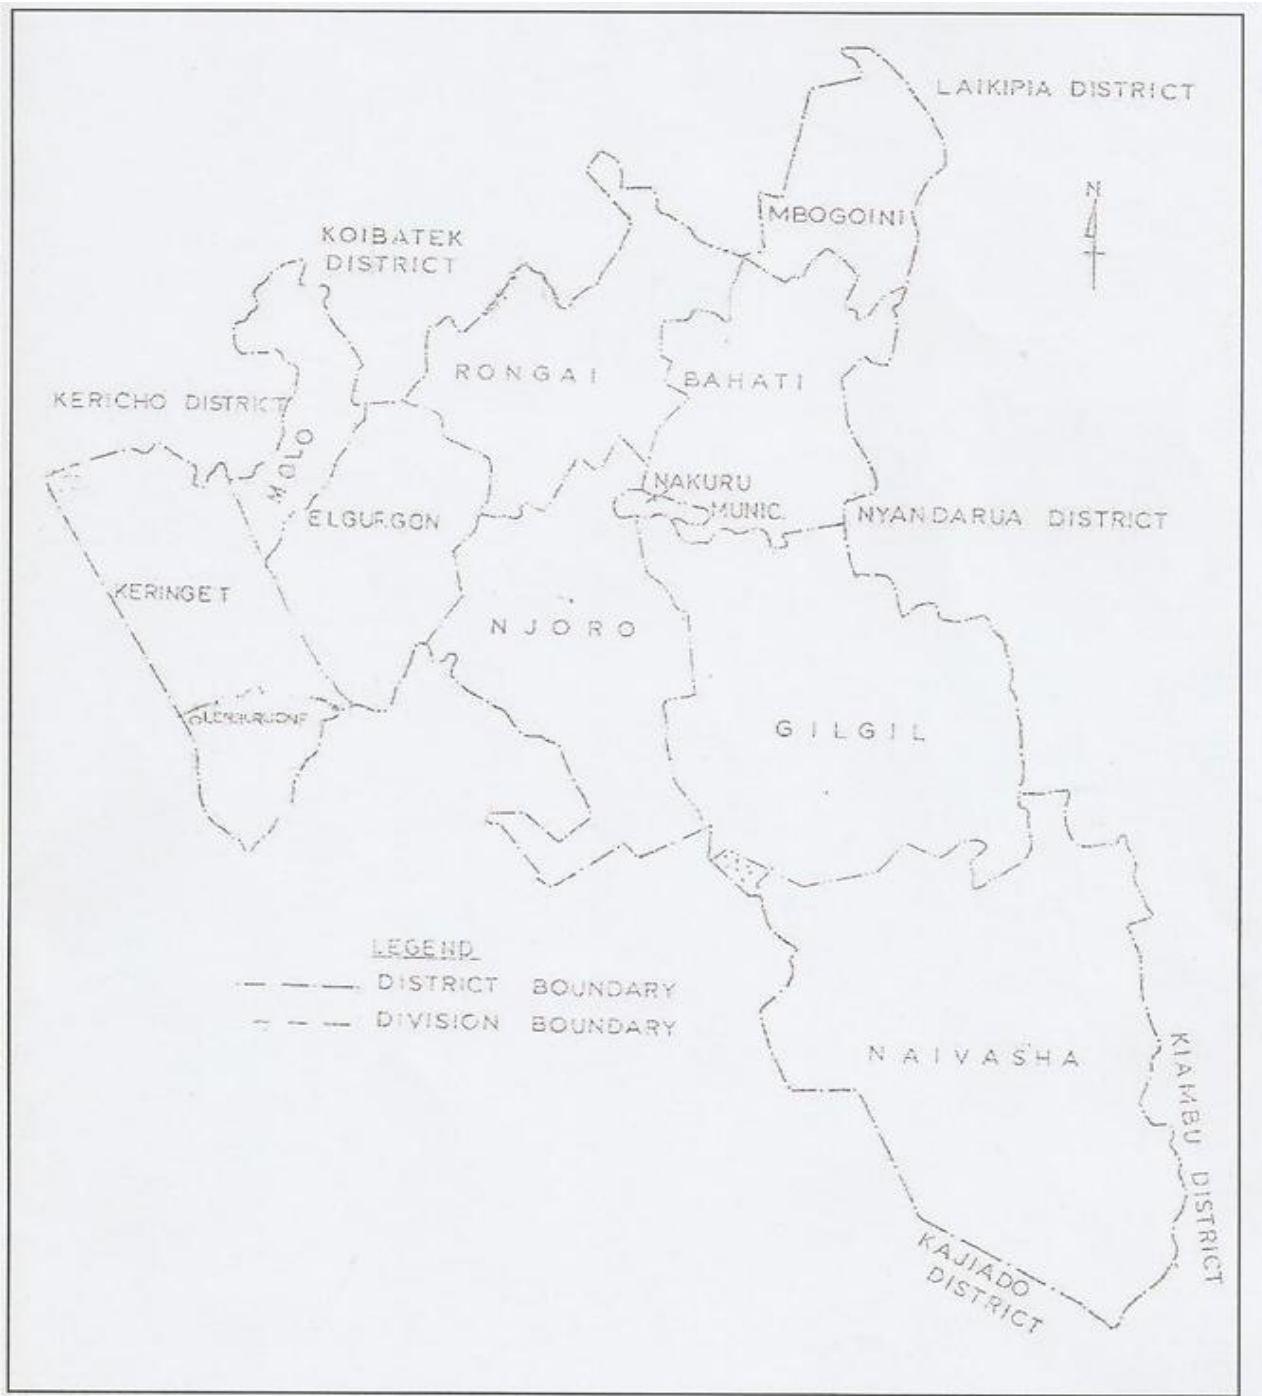 LAIKIPIA DISTRICT
N
MBOGOINI
KOIBATEK
DISTRICT
RONGAI
BAHATI
KERICHO DISTRICT
MOLO
NAKURU
MUNIC.
ELGURGON
NYANDARUA DISTRICT
KERINGET
NJORO
GILGIL
LEGEND
DISTRICT BOUNDARY
DIVISION BOUNDARY
NAIVASHA
KIAMBU DISTRICT
KAJIADO
DISTRICT